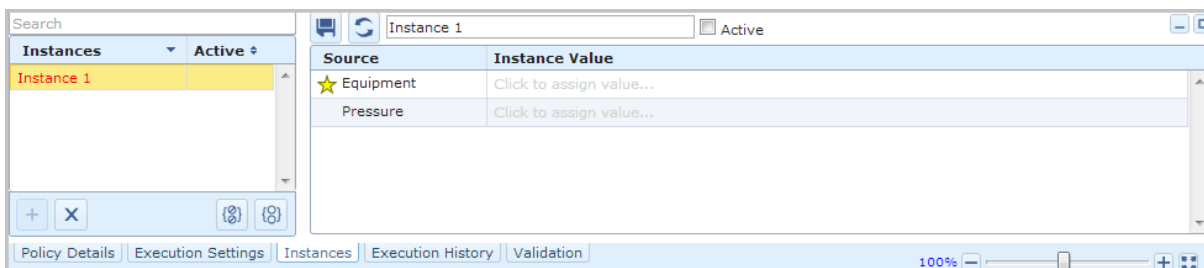 Search
Instances Active
Instance 1
Instance 1 Active
Source Instance Value
Equipment Click to assign value...
Pressure Click to assign value...
Policy Details Execution Settings Instances Execution History Validation
100%